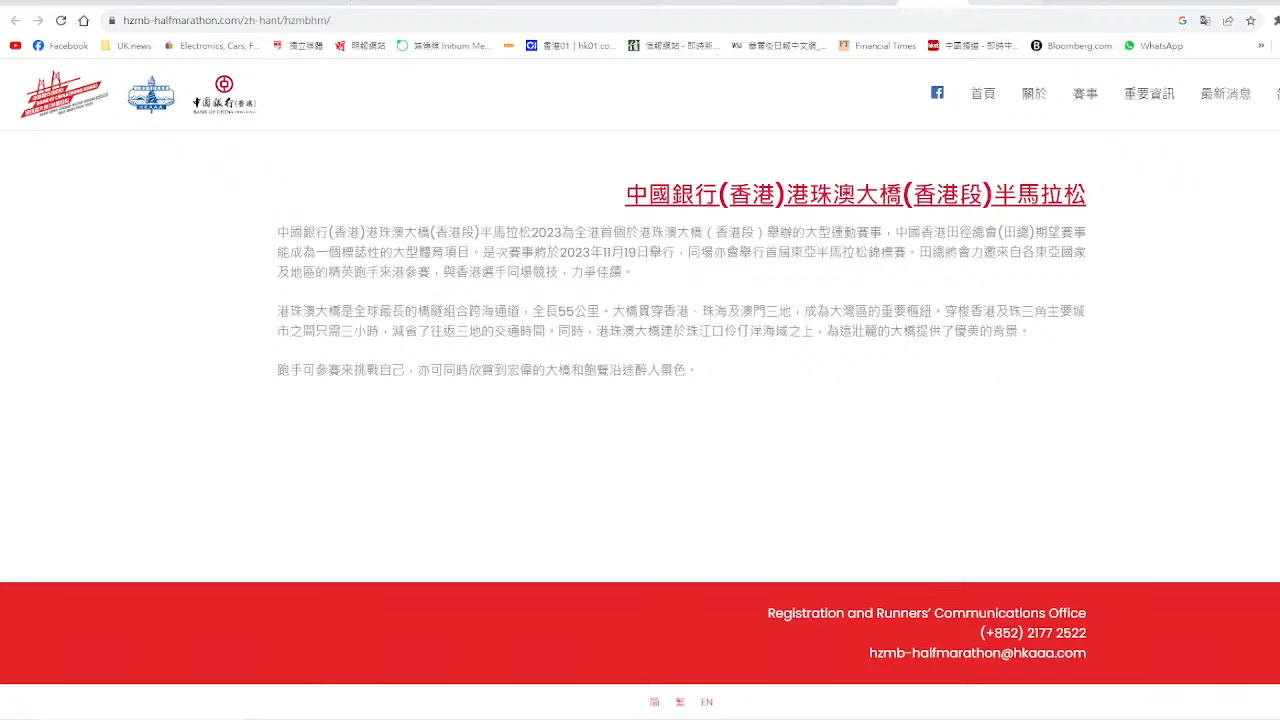 hzmb-halfmarathon.com/zh-hant/hzmbhm/
Facebook UK news Electronics, Cars, F... 獨立媒體 明報網站 端傳媒 Initium Me... 香港01 | hk01.co... 信報網站 - 即時新... WSJ 華爾街日報中文網_... FT Financial Times 中國頻道 - 即時中... Bloomberg.com WhatsApp »
HKAAA 中国银行(香港)
BANK OF CHINA
首頁 關於 賽事 重要資訊 最新消息
中國銀行(香港)港珠澳大橋(香港段)半馬拉松
中國銀行(香港)港珠澳大橋(香港段)半馬拉松2023為全港首個於港珠澳大橋（香港段）舉辦的大型運動賽事，中國香港田徑總會(田總)期望賽事
能成為一個標誌性的大型體育項目。是次賽事將於2023年11月19日舉行，同場亦會舉行首屆東亞半馬拉松錦標賽。田總將會力邀來自各東亞國家
及地區的精英跑手來港參賽，與香港選手同場競技，力爭佳績。
港珠澳大橋是全球最長的橋隧組合跨海通道，全長55公里。大橋貫穿香港、珠海及澳門三地，成為大灣區的重要樞紐。穿梭香港及珠三角主要城
市之間只需三小時，減省了往返三地的交通時間。同時，港珠澳大橋建於珠江口伶仃洋海域之上，為這壯麗的大橋提供了優美的背景。
跑手可參賽來挑戰自己，亦可同時欣賞到宏偉的大橋和飽覽沿途醉人景色。
Registration and Runners’ Communications Office
(+852) 2177 2522
hzmb-halfmarathon@hkaaa.com
简 繁 EN